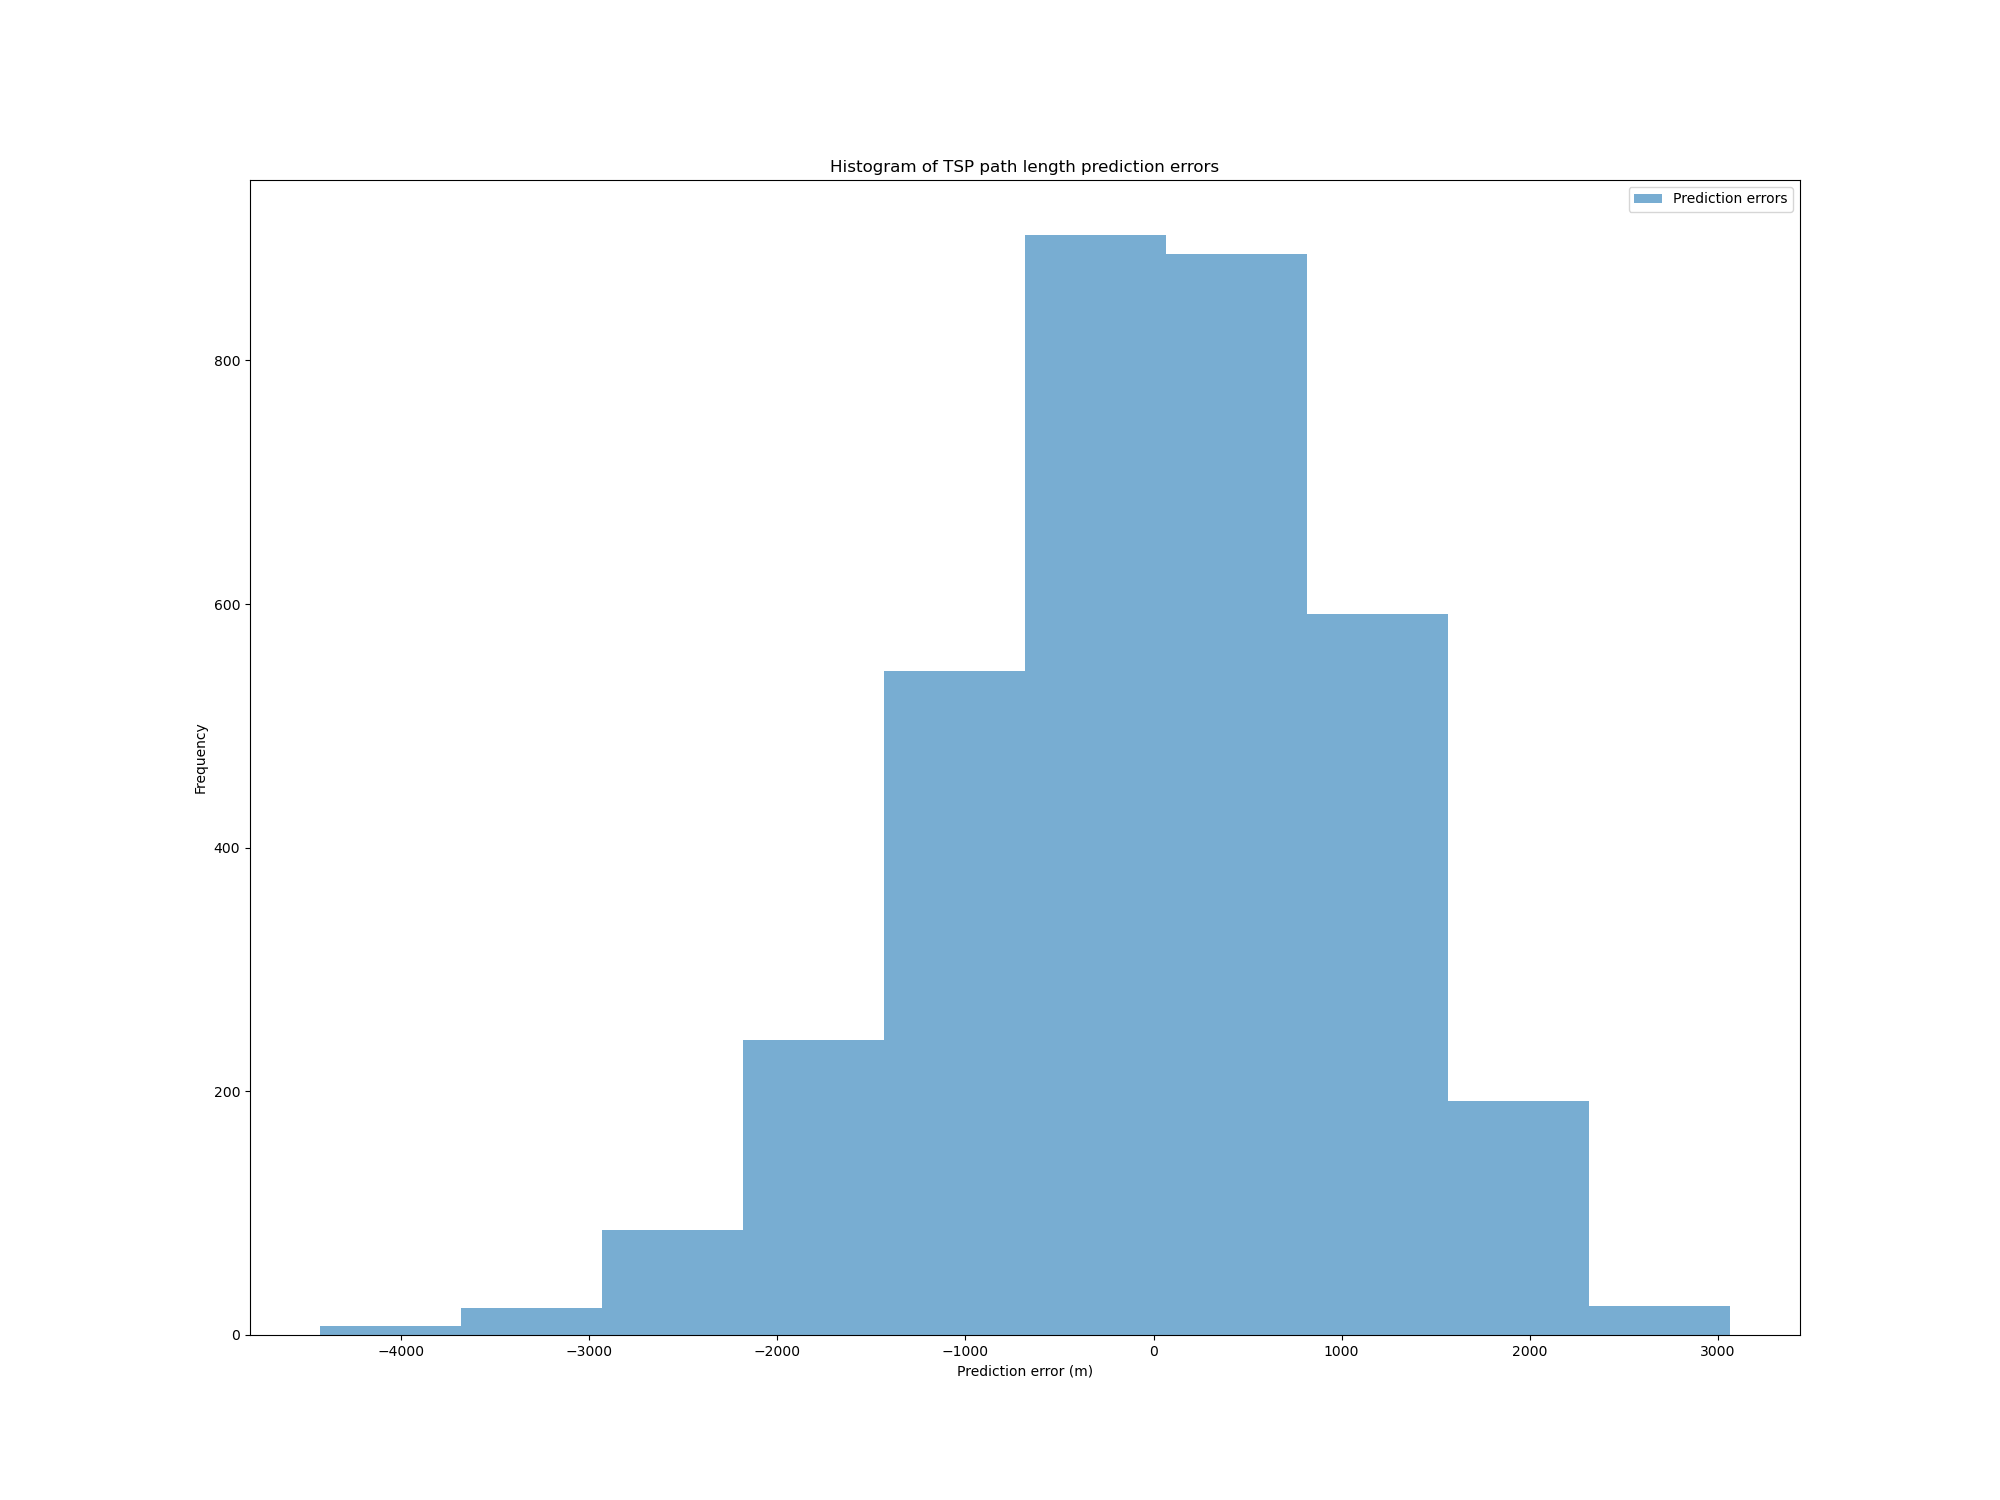 Histogram of TSP path length prediction errors
Prediction errors
800
600
400
200
0
Frequency
−4000 −3000 −2000 −1000 0 1000 2000 3000
Prediction error (m)